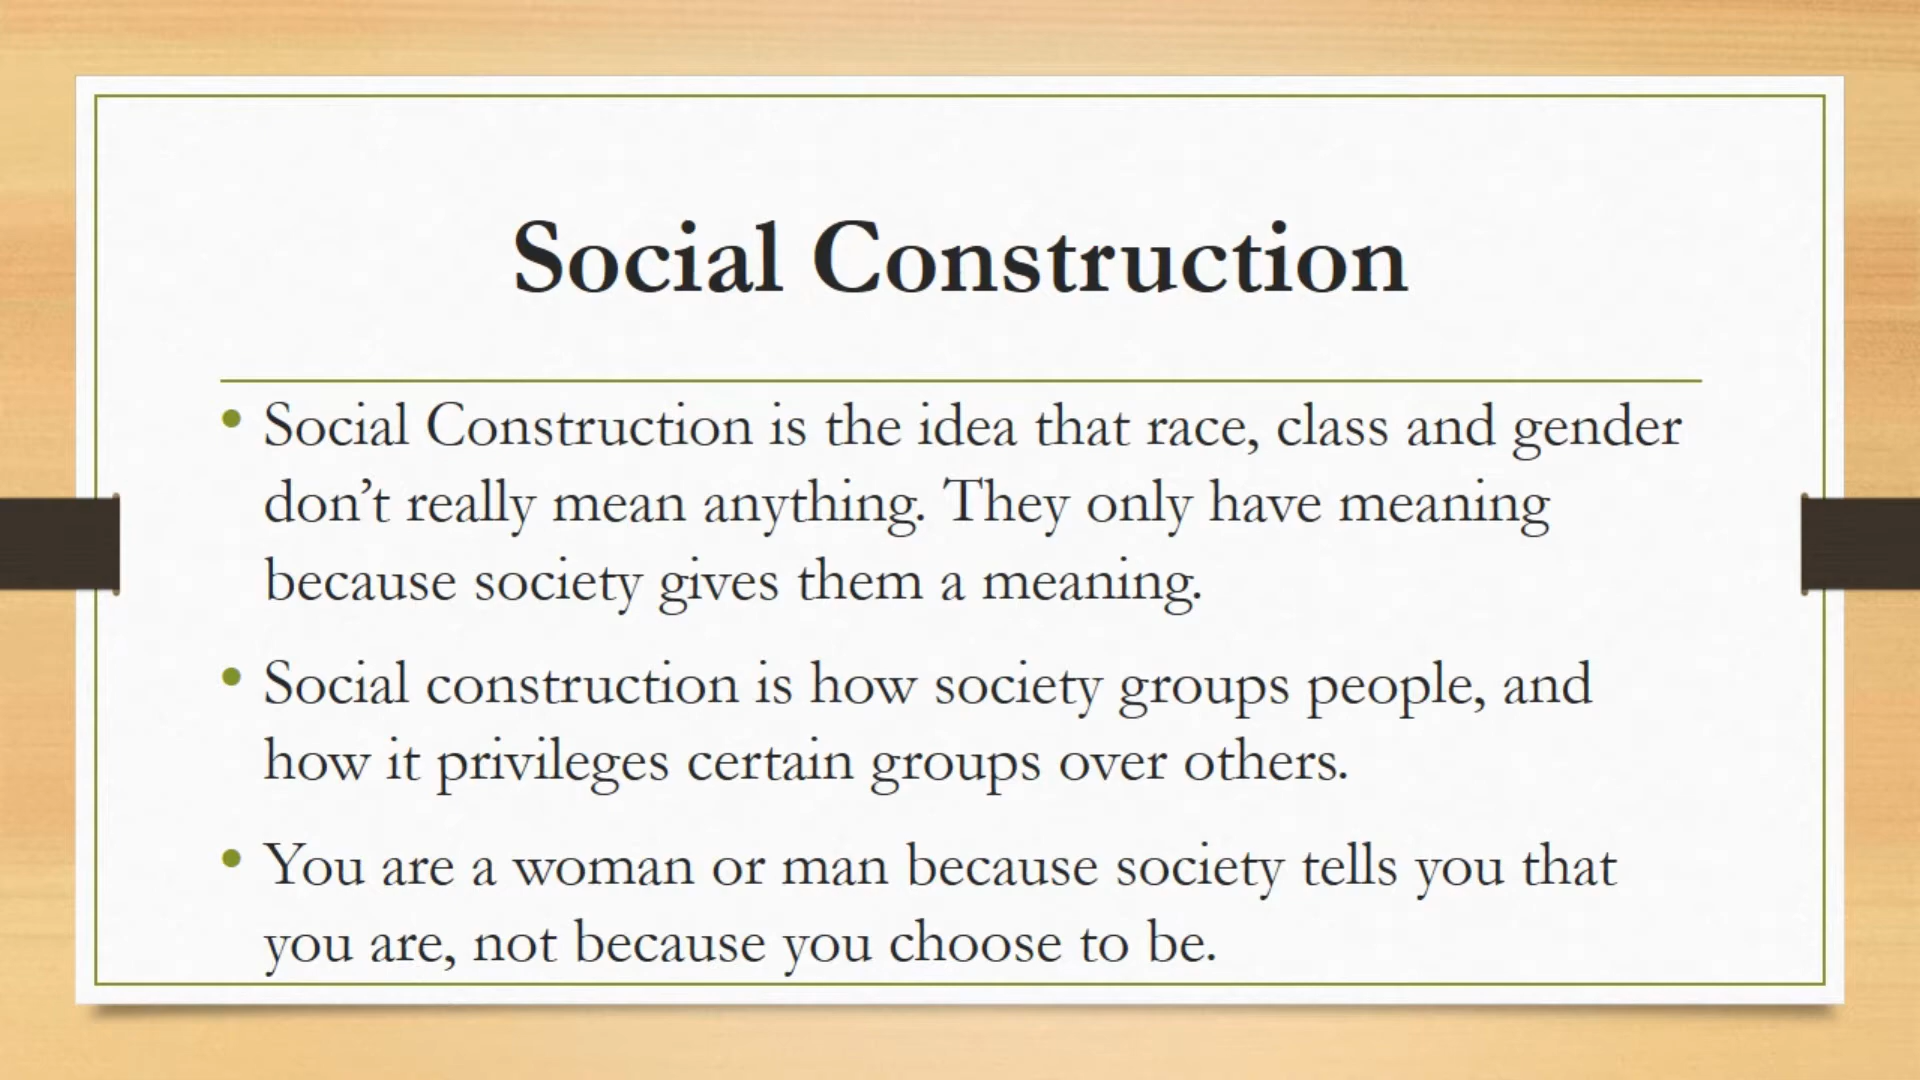 Social Construction
• Social Construction is the idea that race, class and gender
don’t really mean anything. They only have meaning
because society gives them a meaning.
• Social construction is how society groups people, and
how it privileges certain groups over others.
• You are a woman or man because society tells you that
you are, not because you choose to be.